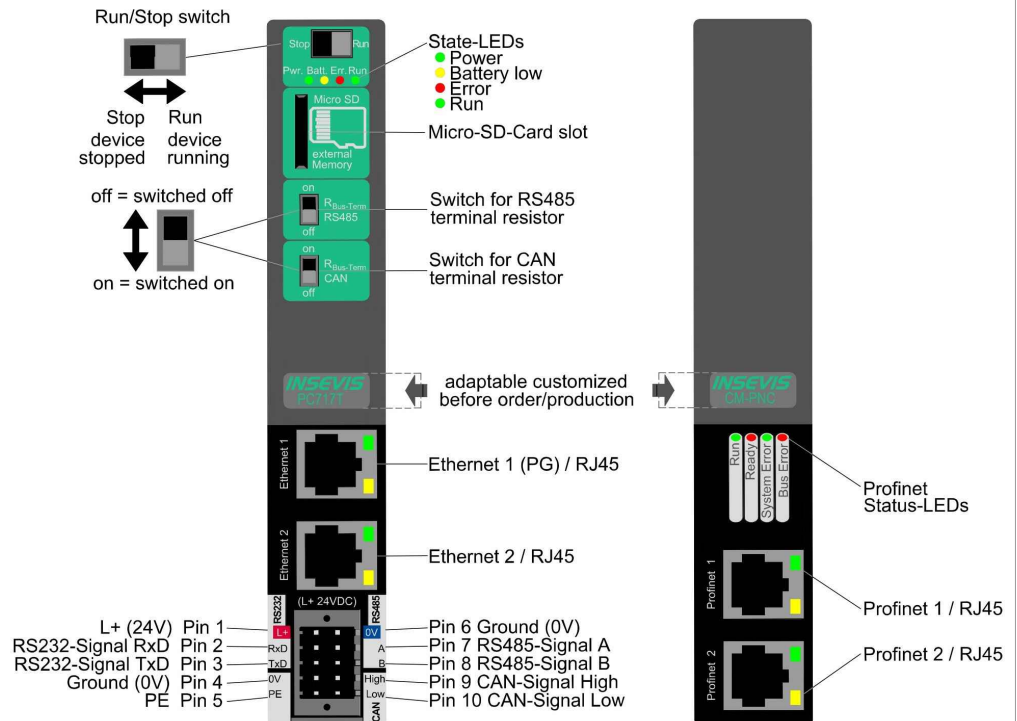 Run/Stop switch
Stop Run
device device
stopped running
off = switched off
on = switched on
Stop Run
Pwr. Batt. Err. Run
Micro SD
external
Memory
on
RBus-Term
RS485
off
on
RBus-Term
CAN
off
State-LEDs
Power
Battery low
Error
Run
Micro-SD-Card slot
Switch for RS485
terminal resistor
Switch for CAN
terminal resistor
INSEVIS
PC717T
adaptable customized
before order/production
INSEVIS
CM-PNC
Ethernet 1
Ethernet 1 (PG) / RJ45
Ethernet 2
Ethernet 2 / RJ45
Run
Ready
System Error
Bus Error
Profinet
Status-LEDs
Profinet 1
Profinet 1 / RJ45
Profinet 2
Profinet 2 / RJ45
RS232
(L+ 24VDC)
RS485
L+ (24V) Pin 1
RS232-Signal RxD Pin 2
RS232-Signal TxD Pin 3
Ground (0V) Pin 4
PE Pin 5
L+
RxD
TxD
0V
PE
0V
A
B
High
Low
CAN
Pin 6 Ground (0V)
Pin 7 RS485-Signal A
Pin 8 RS485-Signal B
Pin 9 CAN-Signal High
Pin 10 CAN-Signal Low